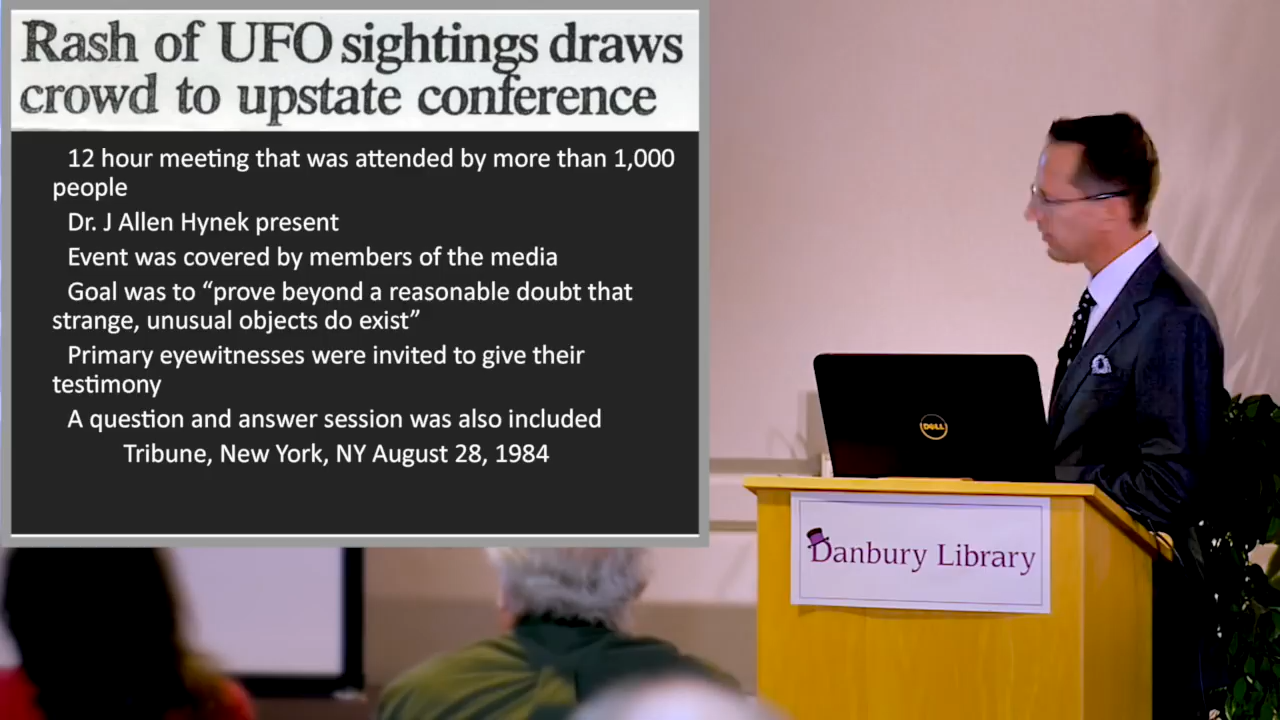 Rash of UFO sightings draws
crowd to upstate conference
12 hour meeting that was attended by more than 1,000
people
Dr. J Allen Hynek present
Event was covered by members of the media
Goal was to “prove beyond a reasonable doubt that
strange, unusual objects do exist”
Primary eyewitnesses were invited to give their
testimony
A question and answer session was also included
Tribune, New York, NY August 28, 1984
DELL
Danbury Library